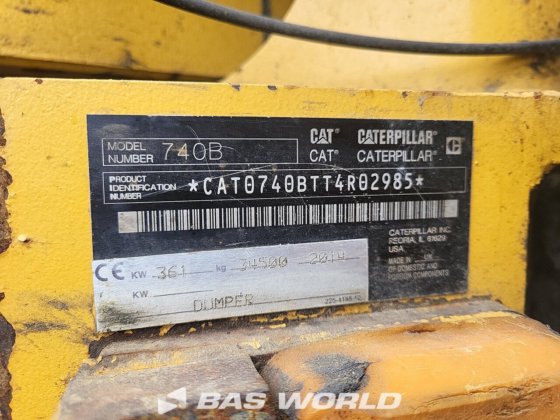 MODEL NUMBER 740B
CAT® CATERPILLAR®
CAT® CATERPILLAR®
PRODUCT IDENTIFICATION NUMBER *CAT0740BTT4R02985*
CATERPILLAR INC.
PEORIA, IL 61629
USA
MADE IN UK
OF DOMESTIC AND
FOREIGN COMPONENTS
CE KW 361 kg 34500 2014
KW
DUMPER
BAS WORLD